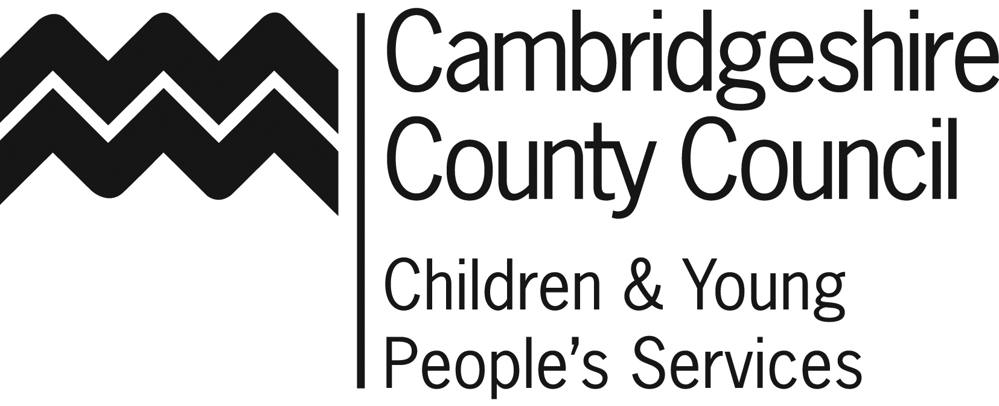 Cambridgeshire
County Council
Children & Young
People’s Services